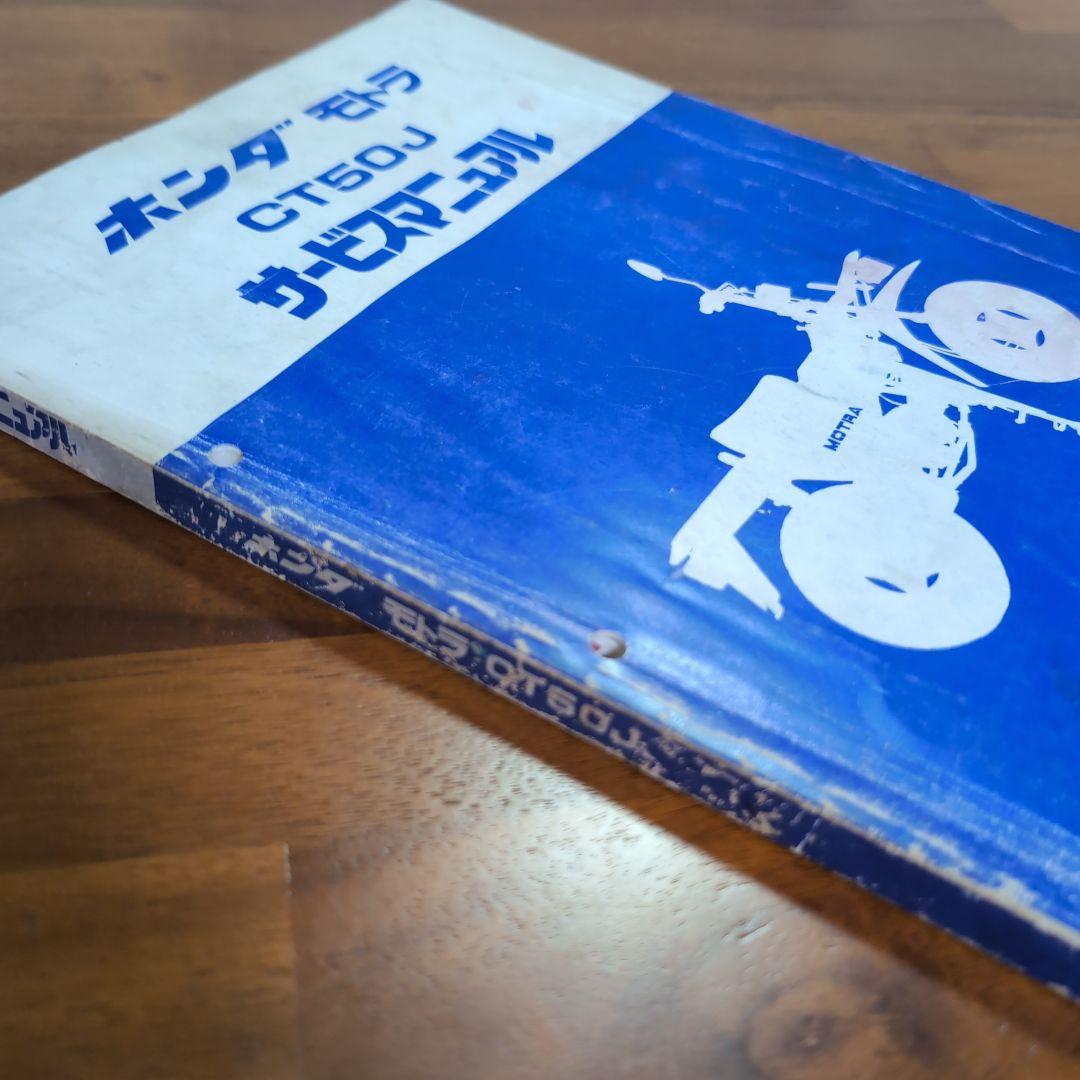 ホンダ モトラ
CT50J
サービスマニュアル
MOTRA
ニュアル
ホンダ モトラ CT50J